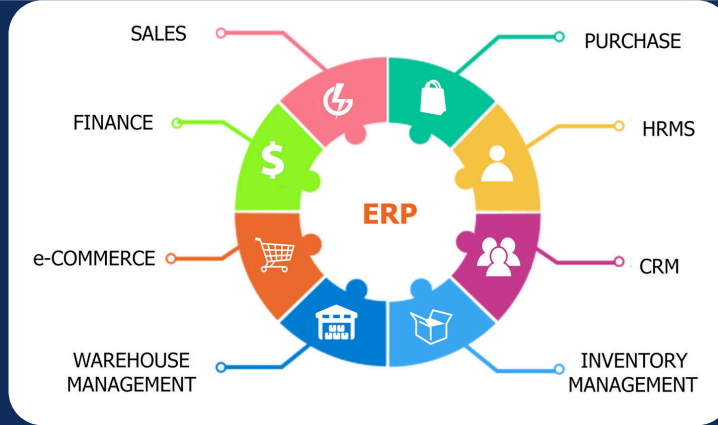 SALES
PURCHASE
FINANCE
HRMS
$
ERP
e-COMMERCE
CRM
WAREHOUSE
MANAGEMENT
INVENTORY
MANAGEMENT